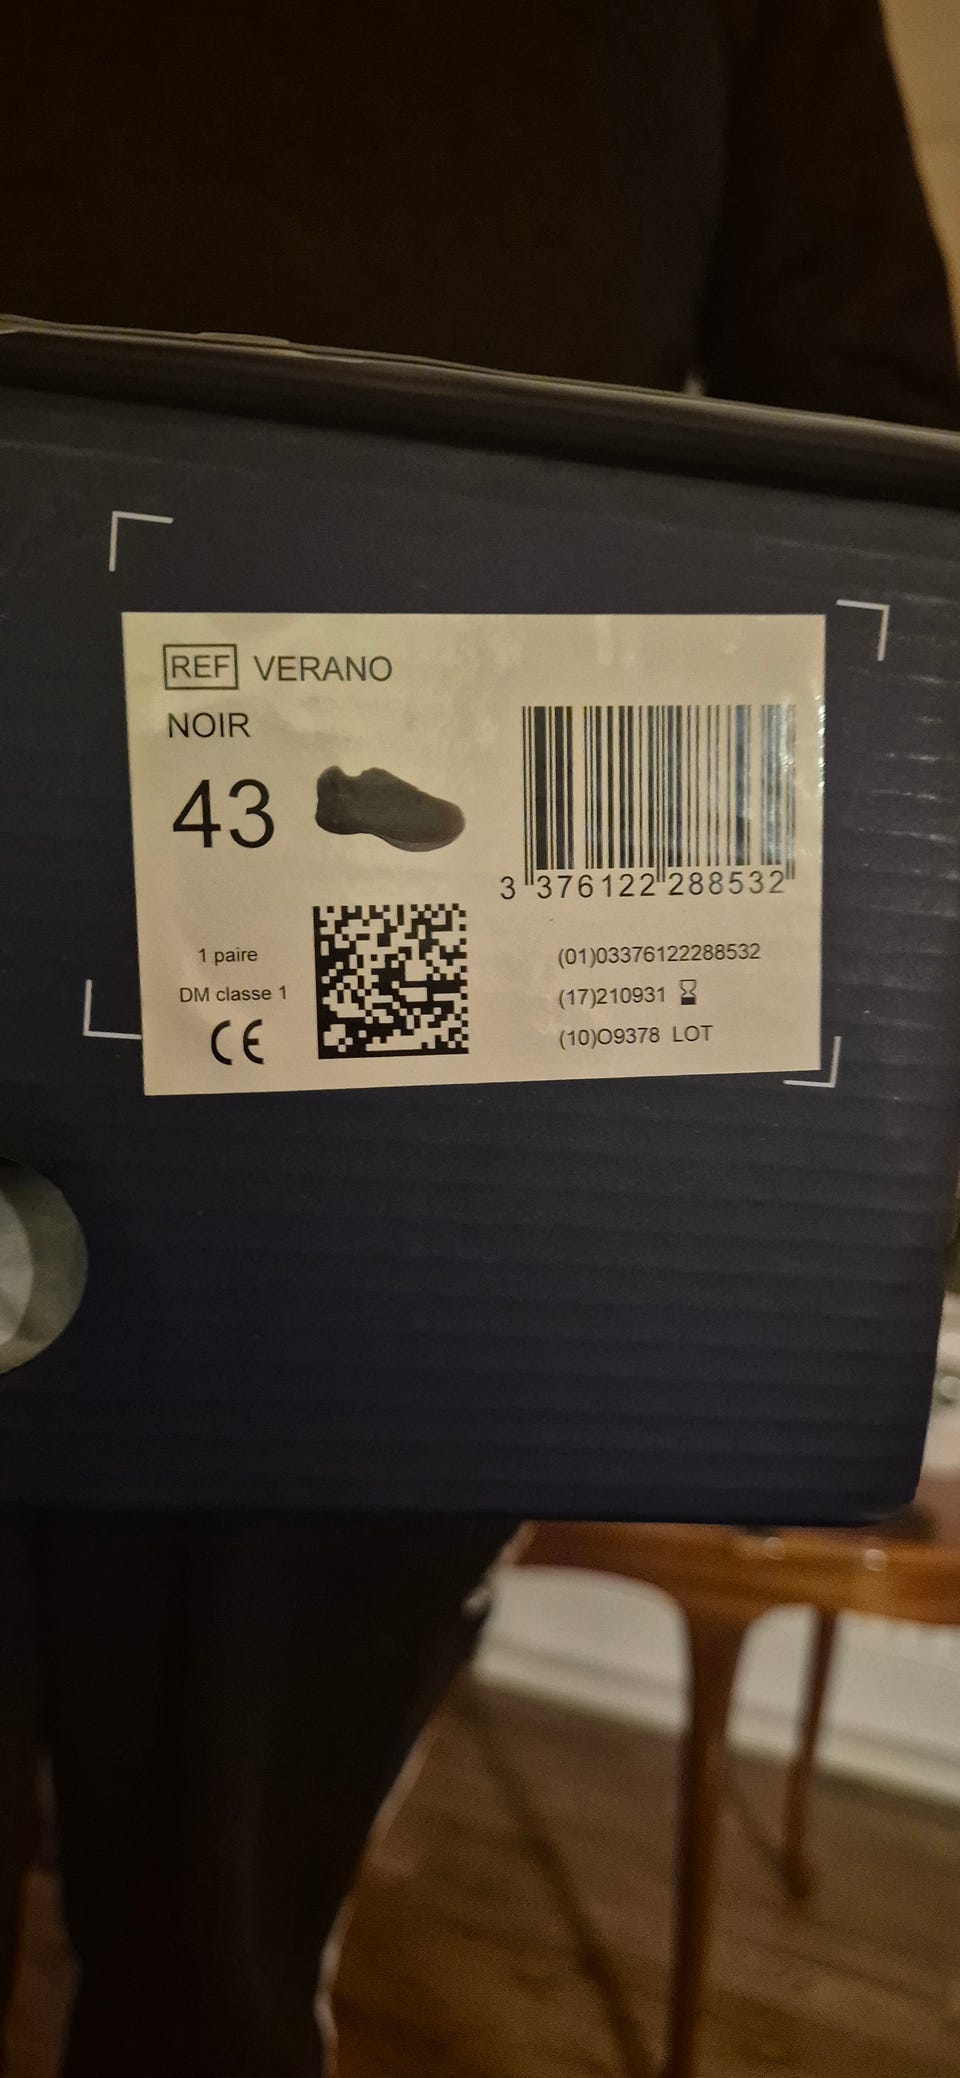 REF VERANO
NOIR
43
3 376122 288532
1 paire
DM classe 1
CE
(01)03376122288532
(17)210931
(10)O9378 LOT